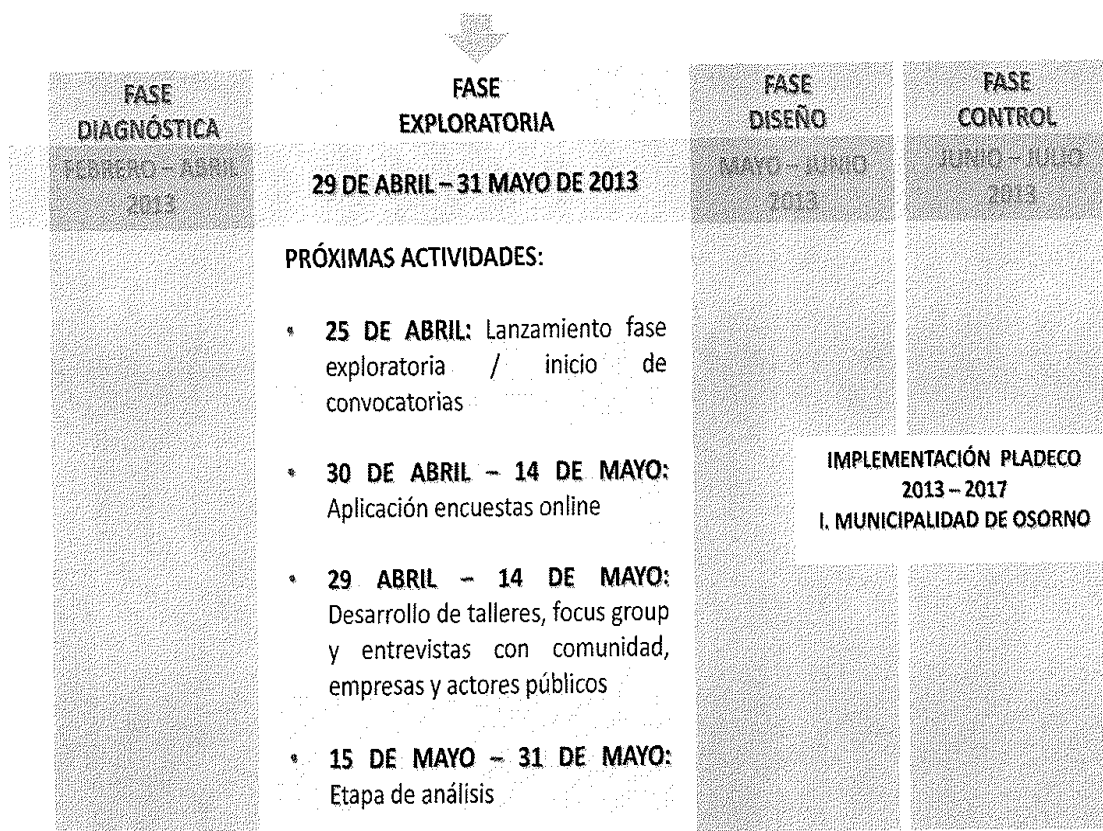 FASE
DIAGNÓSTICA
FEBRERO – ABRIL
2013
FASE
EXPLORATORIA
29 DE ABRIL – 31 MAYO DE 2013
PRÓXIMAS ACTIVIDADES:
• 25 DE ABRIL: Lanzamiento fase
exploratoria / inicio de
convocatorias
• 30 DE ABRIL – 14 DE MAYO:
Aplicación encuestas online
• 29 ABRIL – 14 DE MAYO:
Desarrollo de talleres, focus group
y entrevistas con comunidad,
empresas y actores públicos
• 15 DE MAYO – 31 DE MAYO:
Etapa de análisis
FASE
DISEÑO
MAYO – JUNIO
2013
FASE
CONTROL
JUNIO – JULIO
2013
IMPLEMENTACIÓN PLADECO
2013 – 2017
I. MUNICIPALIDAD DE OSORNO